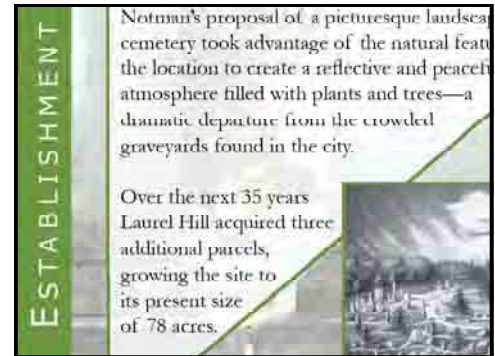 ESTABLISHMENT
Notman's proposal of a picturesque
cemetery took advantage of the natural
the location to create a reflective and
atmosphere filled with plants and trees—a
dramatic departure from the crowded
graveyards found in the city.
Over the next 35 years
Laurel Hill acquired three
additional parcels,
growing the site to
its present size
of 78 acres.